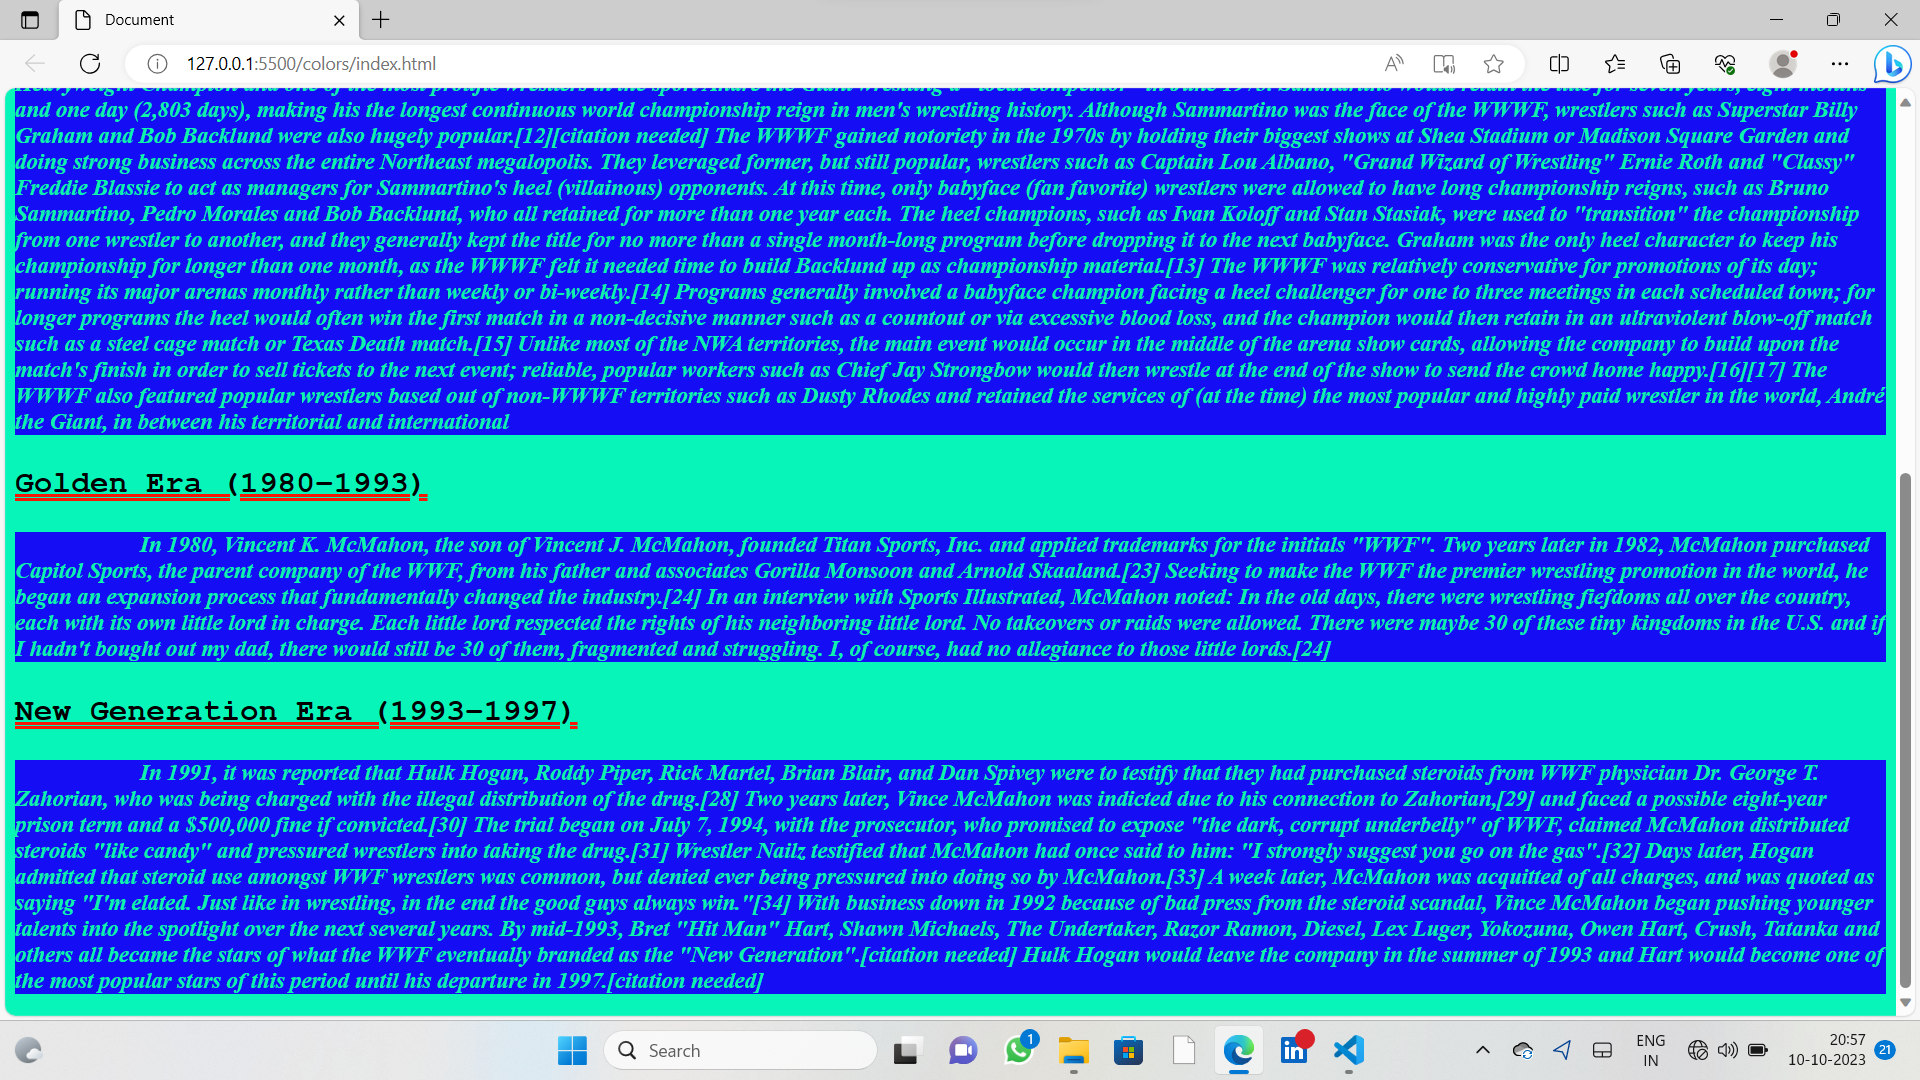 Document
127.0.0.1:5500/colors/index.html
Heavyweight Champion and one of the most prolific wrestlers in the sport André the Giant wrestling a "local competitor" in June 1973. Sammartino would retain the title for seven years, eight months
and one day (2,803 days), making his the longest continuous world championship reign in men's wrestling history. Although Sammartino was the face of the WWWF, wrestlers such as Superstar Billy
Graham and Bob Backlund were also hugely popular.[12][citation needed] The WWWF gained notoriety in the 1970s by holding their biggest shows at Shea Stadium or Madison Square Garden and
doing strong business across the entire Northeast megalopolis. They leveraged former, but still popular, wrestlers such as Captain Lou Albano, "Grand Wizard of Wrestling" Ernie Roth and "Classy"
Freddie Blassie to act as managers for Sammartino's heel (villainous) opponents. At this time, only babyface (fan favorite) wrestlers were allowed to have long championship reigns, such as Bruno
Sammartino, Pedro Morales and Bob Backlund, who all retained for more than one year each. The heel champions, such as Ivan Koloff and Stan Stasiak, were used to "transition" the championship
from one wrestler to another, and they generally kept the title for no more than a single month-long program before dropping it to the next babyface. Graham was the only heel character to keep his
championship for longer than one month, as the WWWF felt it needed time to build Backlund up as championship material.[13] The WWWF was relatively conservative for promotions of its day;
running its major arenas monthly rather than weekly or bi-weekly.[14] Programs generally involved a babyface champion facing a heel challenger for one to three meetings in each scheduled town; for
longer programs the heel would often win the first match in a non-decisive manner such as a countout or via excessive blood loss, and the champion would then retain in an ultraviolent blow-off match
such as a steel cage match or Texas Death match.[15] Unlike most of the NWA territories, the main event would occur in the middle of the arena show cards, allowing the company to build upon the
match's finish in order to sell tickets to the next event; reliable, popular workers such as Chief Jay Strongbow would then wrestle at the end of the show to send the crowd home happy.[16][17] The
WWWF also featured popular wrestlers based out of non-WWWF territories such as Dusty Rhodes and retained the services of (at the time) the most popular and highly paid wrestler in the world, André
the Giant, in between his territorial and international
Golden Era (1980–1993)
In 1980, Vincent K. McMahon, the son of Vincent J. McMahon, founded Titan Sports, Inc. and applied trademarks for the initials "WWF". Two years later in 1982, McMahon purchased
Capitol Sports, the parent company of the WWF, from his father and associates Gorilla Monsoon and Arnold Skaaland.[23] Seeking to make the WWF the premier wrestling promotion in the world, he
began an expansion process that fundamentally changed the industry.[24] In an interview with Sports Illustrated, McMahon noted: In the old days, there were wrestling fiefdoms all over the country,
each with its own little lord in charge. Each little lord respected the rights of his neighboring little lord. No takeovers or raids were allowed. There were maybe 30 of these tiny kingdoms in the U.S. and if
I hadn't bought out my dad, there would still be 30 of them, fragmented and struggling. I, of course, had no allegiance to those little lords.[24]
New Generation Era (1993–1997)
In 1991, it was reported that Hulk Hogan, Roddy Piper, Rick Martel, Brian Blair, and Dan Spivey were to testify that they had purchased steroids from WWF physician Dr. George T.
Zahorian, who was being charged with the illegal distribution of the drug.[28] Two years later, Vince McMahon was indicted due to his connection to Zahorian,[29] and faced a possible eight-year
prison term and a $500,000 fine if convicted.[30] The trial began on July 7, 1994, with the prosecutor, who promised to expose "the dark, corrupt underbelly" of WWF, claimed McMahon distributed
steroids "like candy" and pressured wrestlers into taking the drug.[31] Wrestler Nailz testified that McMahon had once said to him: "I strongly suggest you go on the gas".[32] Days later, Hogan
admitted that steroid use amongst WWF wrestlers was common, but denied ever being pressured into doing so by McMahon.[33] A week later, McMahon was acquitted of all charges, and was quoted as
saying "I'm elated. Just like in wrestling, in the end the good guys always win."[34] With business down in 1992 because of bad press from the steroid scandal, Vince McMahon began pushing younger
talents into the spotlight over the next several years. By mid-1993, Bret "Hit Man" Hart, Shawn Michaels, The Undertaker, Razor Ramon, Diesel, Lex Luger, Yokozuna, Owen Hart, Crush, Tatanka and
others all became the stars of what the WWF eventually branded as the "New Generation".[citation needed] Hulk Hogan would leave the company in the summer of 1993 and Hart would become one of
the most popular stars of this period until his departure in 1997.[citation needed]
Search
1
ENG
IN
20:57
10-10-2023
21